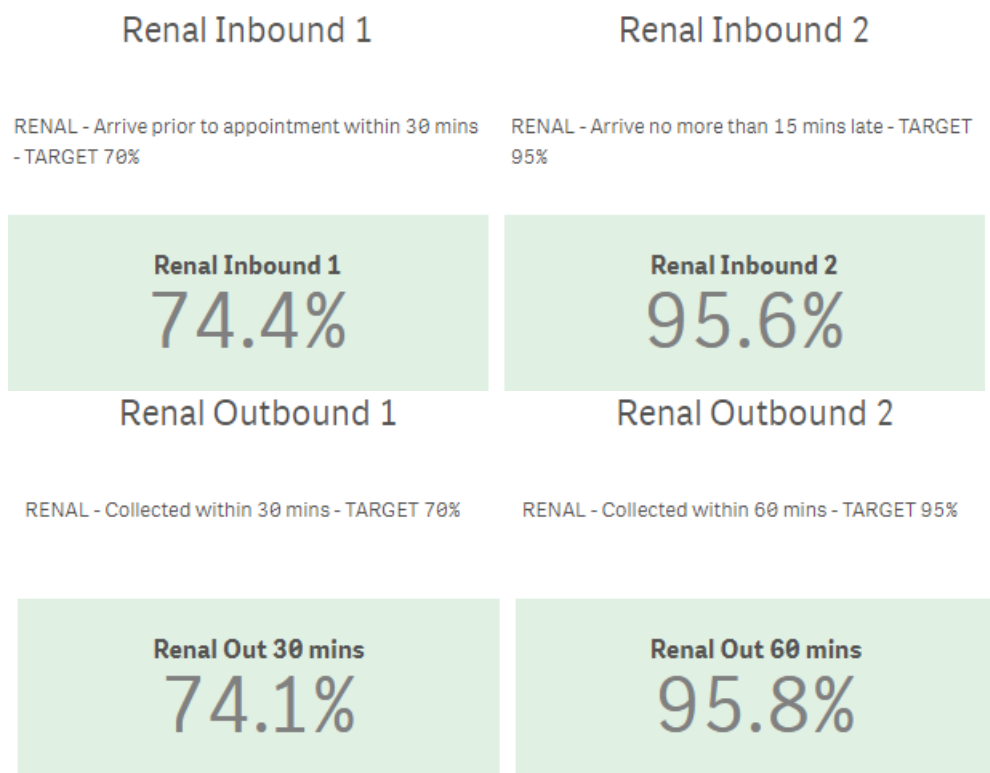 Renal Inbound 1
RENAL - Arrive prior to appointment within 30 mins
- TARGET 70%
Renal Inbound 1
74.4%
Renal Inbound 2
RENAL - Arrive no more than 15 mins late - TARGET
95%
Renal Inbound 2
95.6%
Renal Outbound 1
RENAL - Collected within 30 mins - TARGET 70%
Renal Out 30 mins
74.1%
Renal Outbound 2
RENAL - Collected within 60 mins - TARGET 95%
Renal Out 60 mins
95.8%